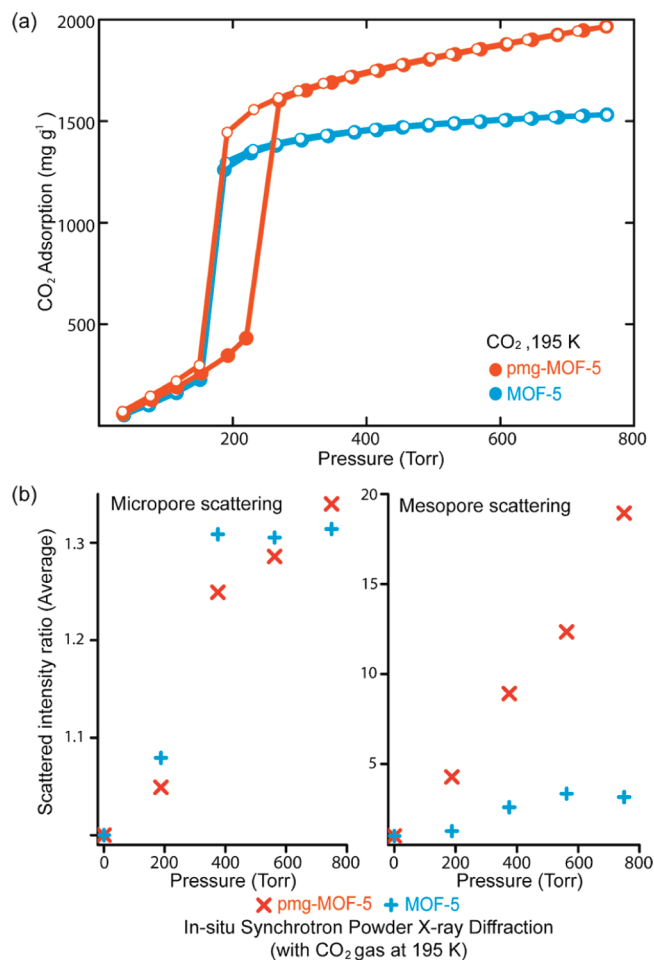 (a)
2000
1500
1000
500
CO₂ Adsorption (mg g¹)
CO₂ ,195 K
pmg-MOF-5
MOF-5
200
400
600
800
Pressure (Torr)
(b)
Micropore scattering
Mesopore scattering
1.3
1.2
1.1
Scattered intensity ratio (Average)
20
15
10
5
0
200
400
600
800
0
200
400
600
800
Pressure (Torr)
Pressure (Torr)
pmg-MOF-5
MOF-5
In-situ Synchrotron Powder X-ray Diffraction
(with CO₂ gas at 195 K)